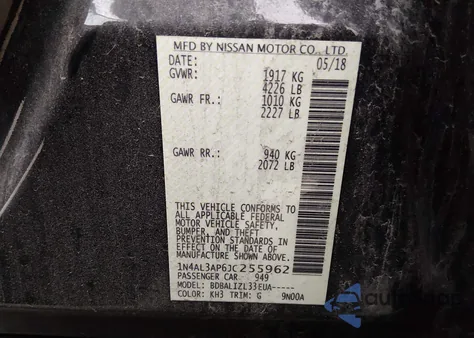 MFD BY NISSAN MOTOR CO., LTD.
DATE: 05/18
GVWR: 1917 KG
4226 LB
GAWR FR.: 1010 KG
2227 LB
GAWR RR.: 940 KG
2072 LB
THIS VEHICLE CONFORMS TO ALL
APPLICABLE FEDERAL
MOTOR VEHICLE SAFETY,
BUMPER, AND THEFT
PREVENTION STANDARDS
IN EFFECT ON THE DATE OF
MANUFACTURE SHOWN ABOVE.
1N4AL3AP6JC255962
PASSENGER CAR 949
MODEL: BDBALIZL33EUA-----
COLOR: KH3 TRIM: G 9N00A